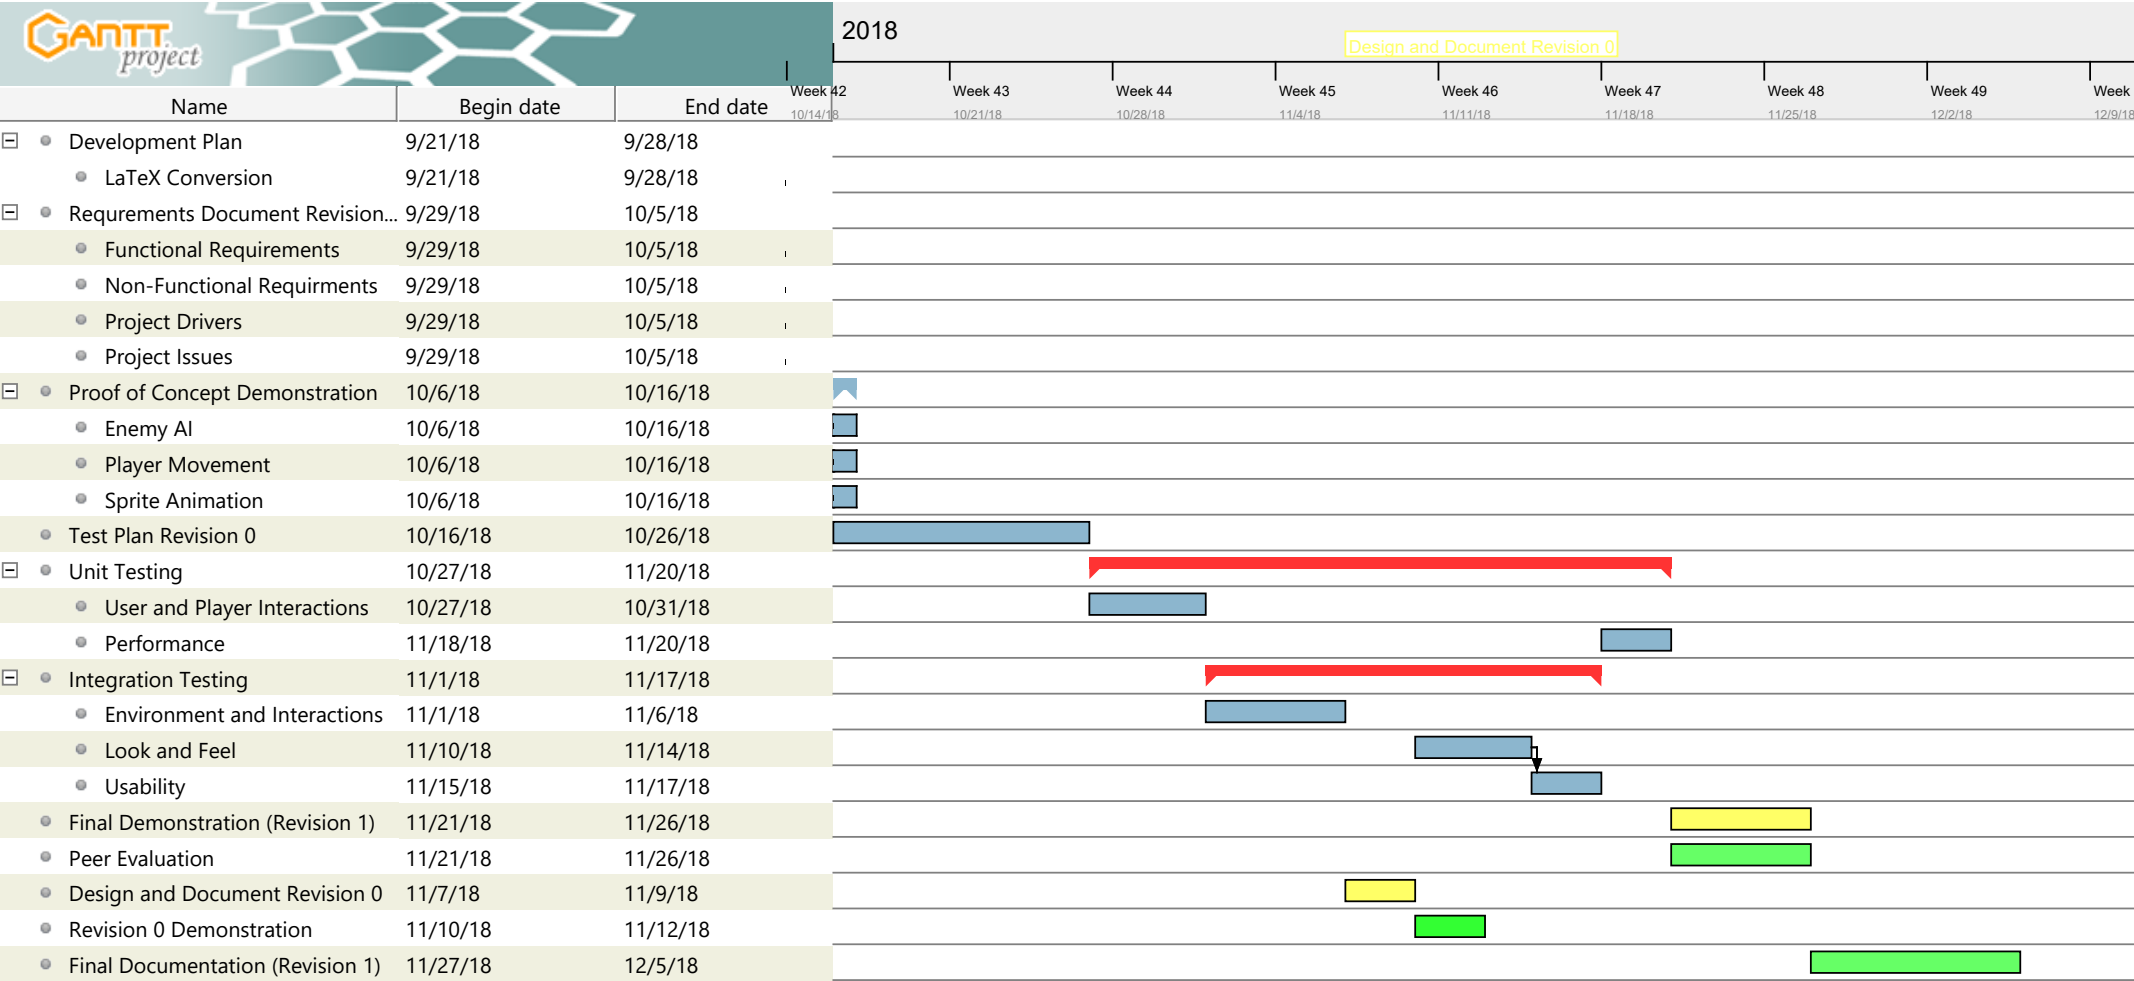 GANTT
project
2018
Design and Document Revision 0
Week 42 Week 43 Week 44 Week 45 Week 46 Week 47 Week 48 Week 49 Week
10/14/18 10/21/18 10/28/18 11/4/18 11/11/18 11/18/18 11/25/18 12/2/18 12/9/18
Name Begin date End date
Development Plan 9/21/18 9/28/18
LaTeX Conversion 9/21/18 9/28/18
Requrements Document Revision... 9/29/18 10/5/18
Functional Requirements 9/29/18 10/5/18
Non-Functional Requirments 9/29/18 10/5/18
Project Drivers 9/29/18 10/5/18
Project Issues 9/29/18 10/5/18
Proof of Concept Demonstration 10/6/18 10/16/18
Enemy AI 10/6/18 10/16/18
Player Movement 10/6/18 10/16/18
Sprite Animation 10/6/18 10/16/18
Test Plan Revision 0 10/16/18 10/26/18
Unit Testing 10/27/18 11/20/18
User and Player Interactions 10/27/18 10/31/18
Performance 11/18/18 11/20/18
Integration Testing 11/1/18 11/17/18
Environment and Interactions 11/1/18 11/6/18
Look and Feel 11/10/18 11/14/18
Usability 11/15/18 11/17/18
Final Demonstration (Revision 1) 11/21/18 11/26/18
Peer Evaluation 11/21/18 11/26/18
Design and Document Revision 0 11/7/18 11/9/18
Revision 0 Demonstration 11/10/18 11/12/18
Final Documentation (Revision 1) 11/27/18 12/5/18